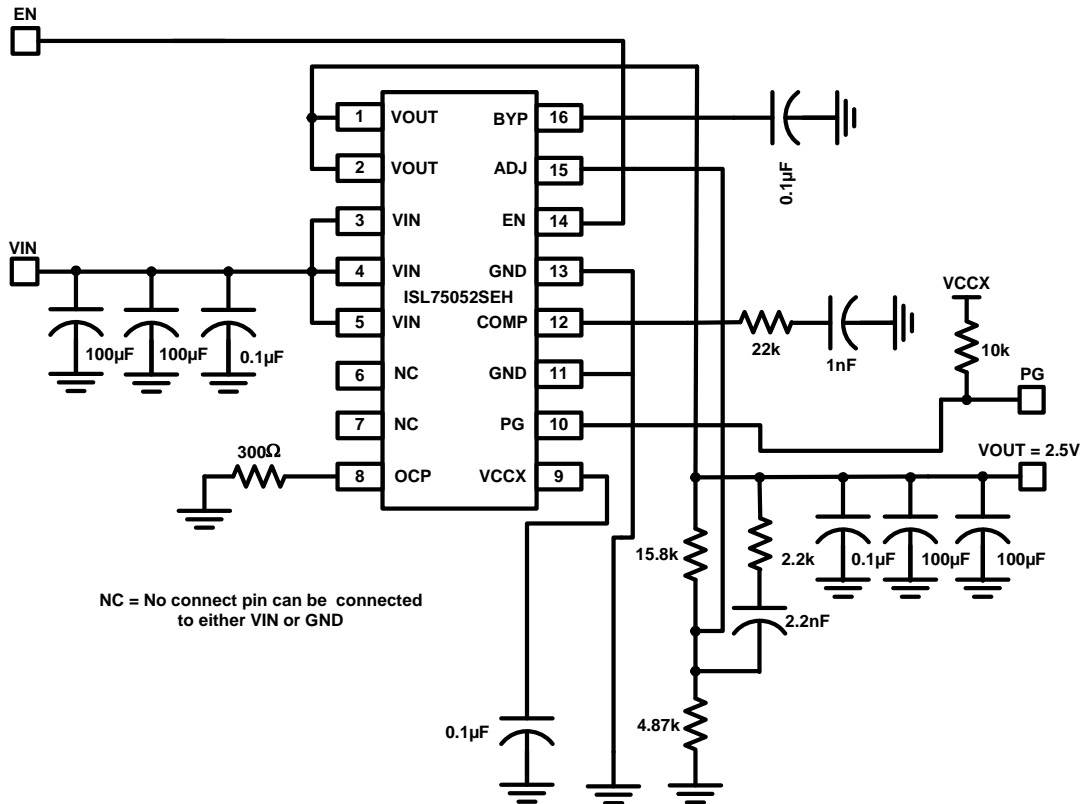 EN
1 VOUT BYP 16
2 VOUT ADJ 15
0.1µF
3 VIN EN 14
VIN
4 VIN GND 13
ISL75052SEH
5 VIN COMP 12
100µF 100µF 0.1µF
22k 1nF
VCCX
10k
PG
6 NC GND 11
7 NC PG 10
300Ω
8 OCP VCCX 9
VOUT = 2.5V
15.8k 2.2k 0.1µF 100µF 100µF
NC = No connect pin can be connected
to either VIN or GND
2.2nF
0.1µF
4.87k